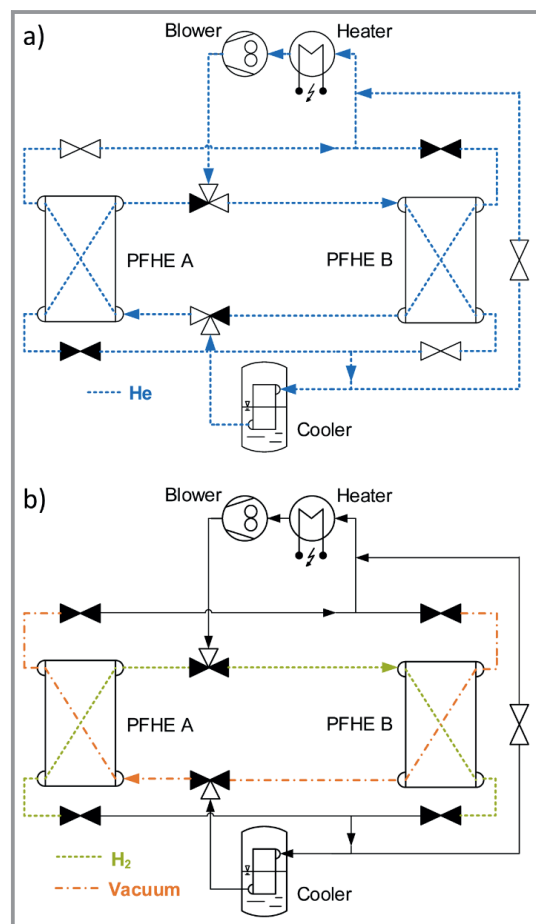 a)
Blower
Heater
PFHE A
PFHE B
He
Cooler
b)
Blower
Heater
PFHE A
PFHE B
H₂
Vacuum
Cooler